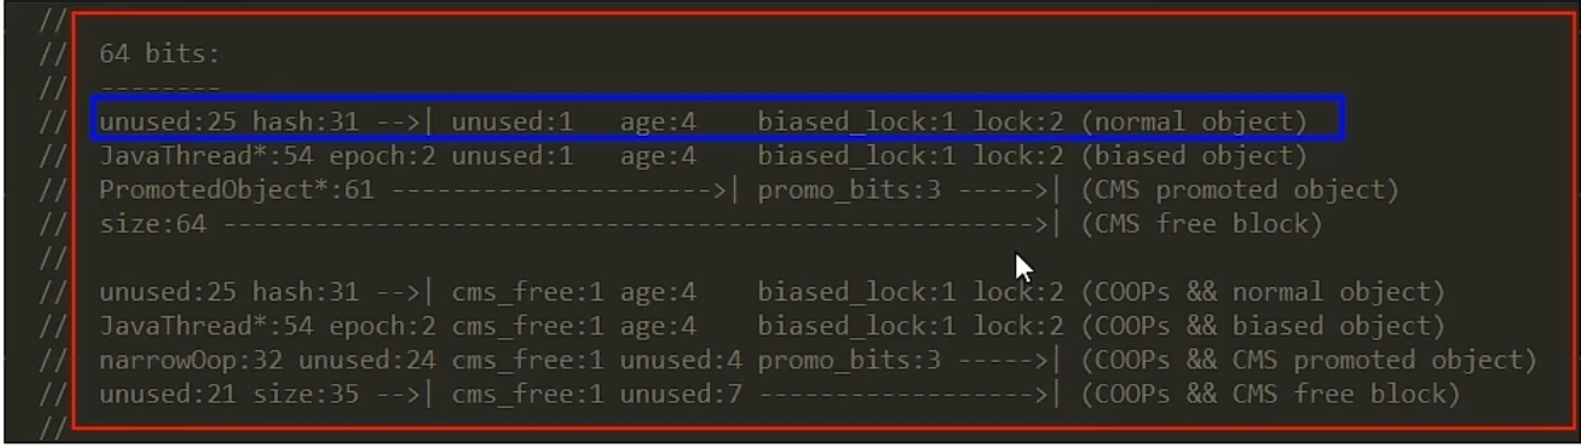 //
// 64 bits:
// --------
// unused:25 hash:31 -->| unused:1   age:4    biased_lock:1 lock:2 (normal object)
// JavaThread*:54 epoch:2 unused:1   age:4    biased_lock:1 lock:2 (biased object)
// PromotedObject*:61 --------------------->| promo_bits:3 ----->| (CMS promoted object)
// size:64 ----------------------------------------------------->| (CMS free block)
//
// unused:25 hash:31 -->| cms_free:1 age:4    biased_lock:1 lock:2 (COOPs && normal object)
// JavaThread*:54 epoch:2 cms_free:1 age:4    biased_lock:1 lock:2 (COOPs && biased object)
// narrowOop:32 unused:24 cms_free:1 unused:4 promo_bits:3 ----->| (COOPs && CMS promoted object)
// unused:21 size:35 -->| cms_free:1 unused:7 ------------------>| (COOPs && CMS free block)
//